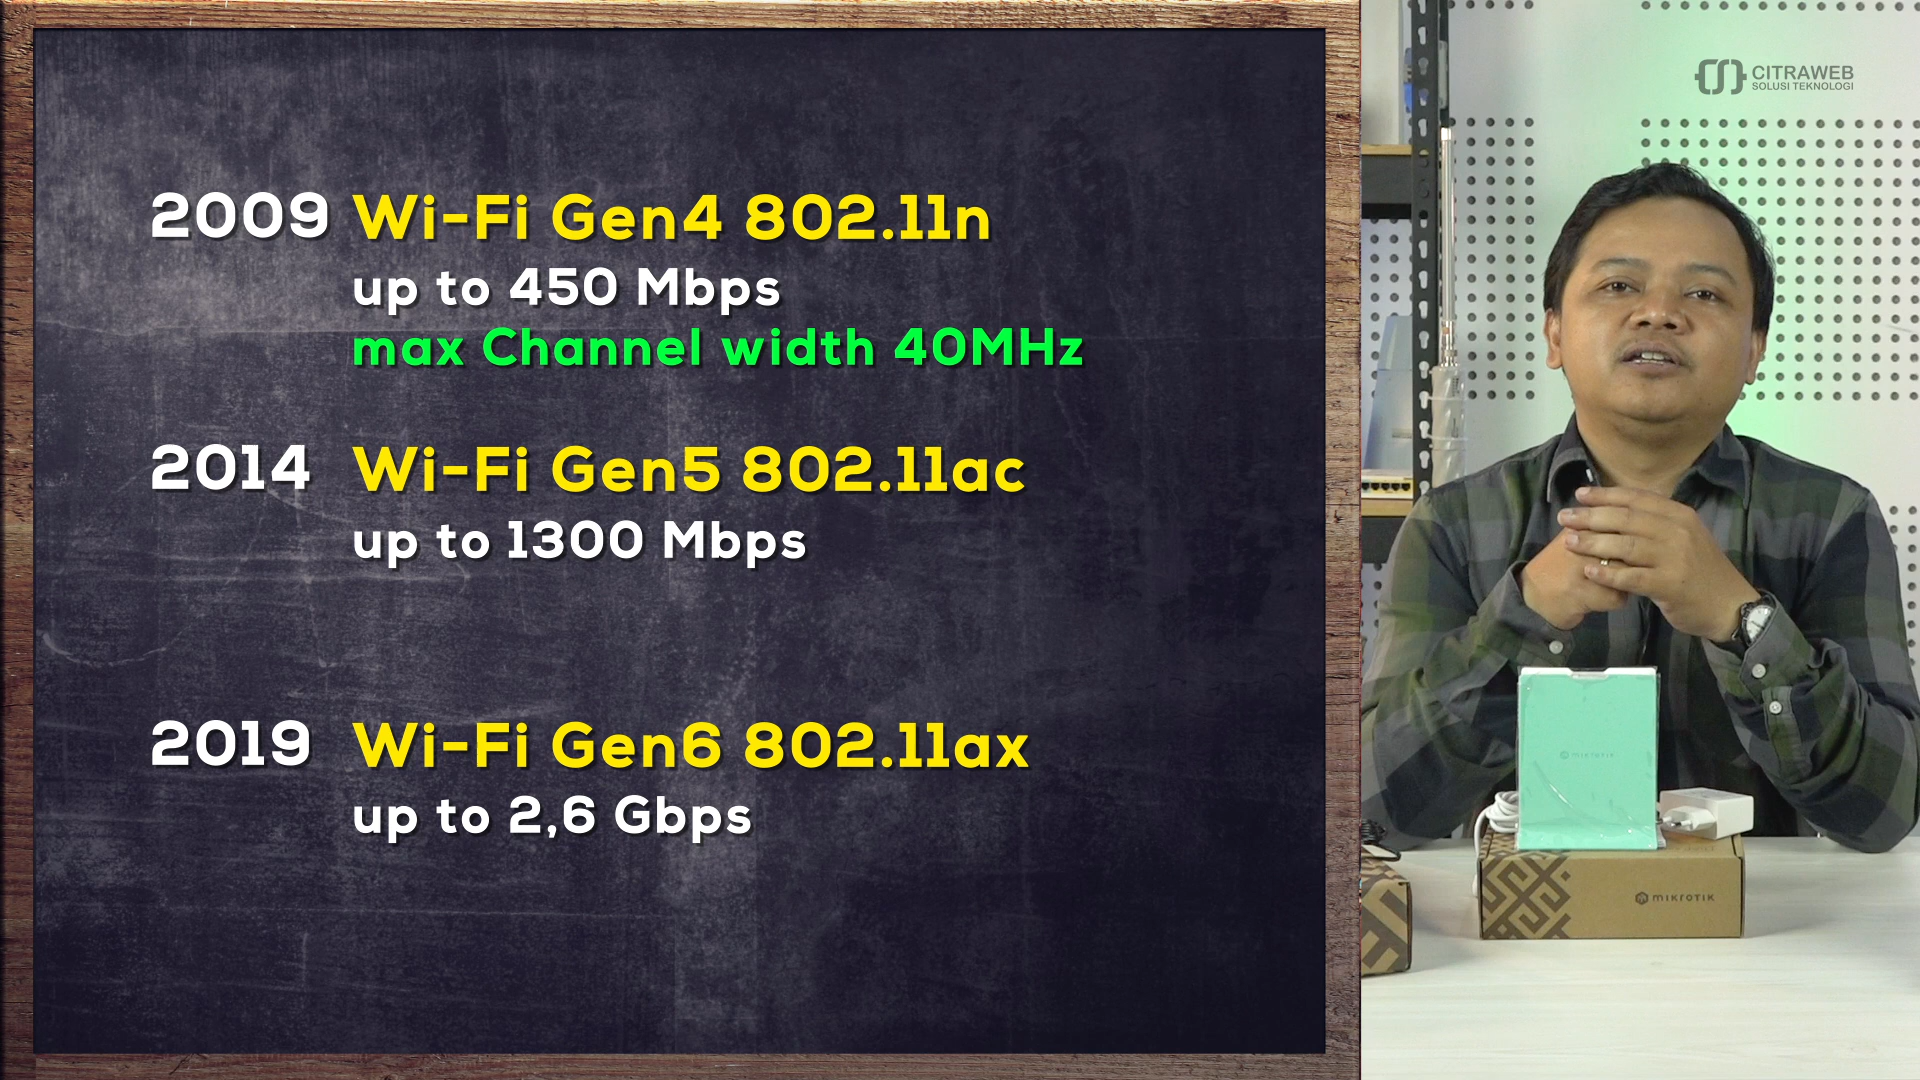 2009 Wi-Fi Gen4 802.11n
up to 450 Mbps
max Channel width 40MHz
2014 Wi-Fi Gen5 802.11ac
up to 1300 Mbps
2019 Wi-Fi Gen6 802.11ax
up to 2,6 Gbps
CITRAWEB
SOLUSI TEKNOLOGI
mikrotik
mikrotik